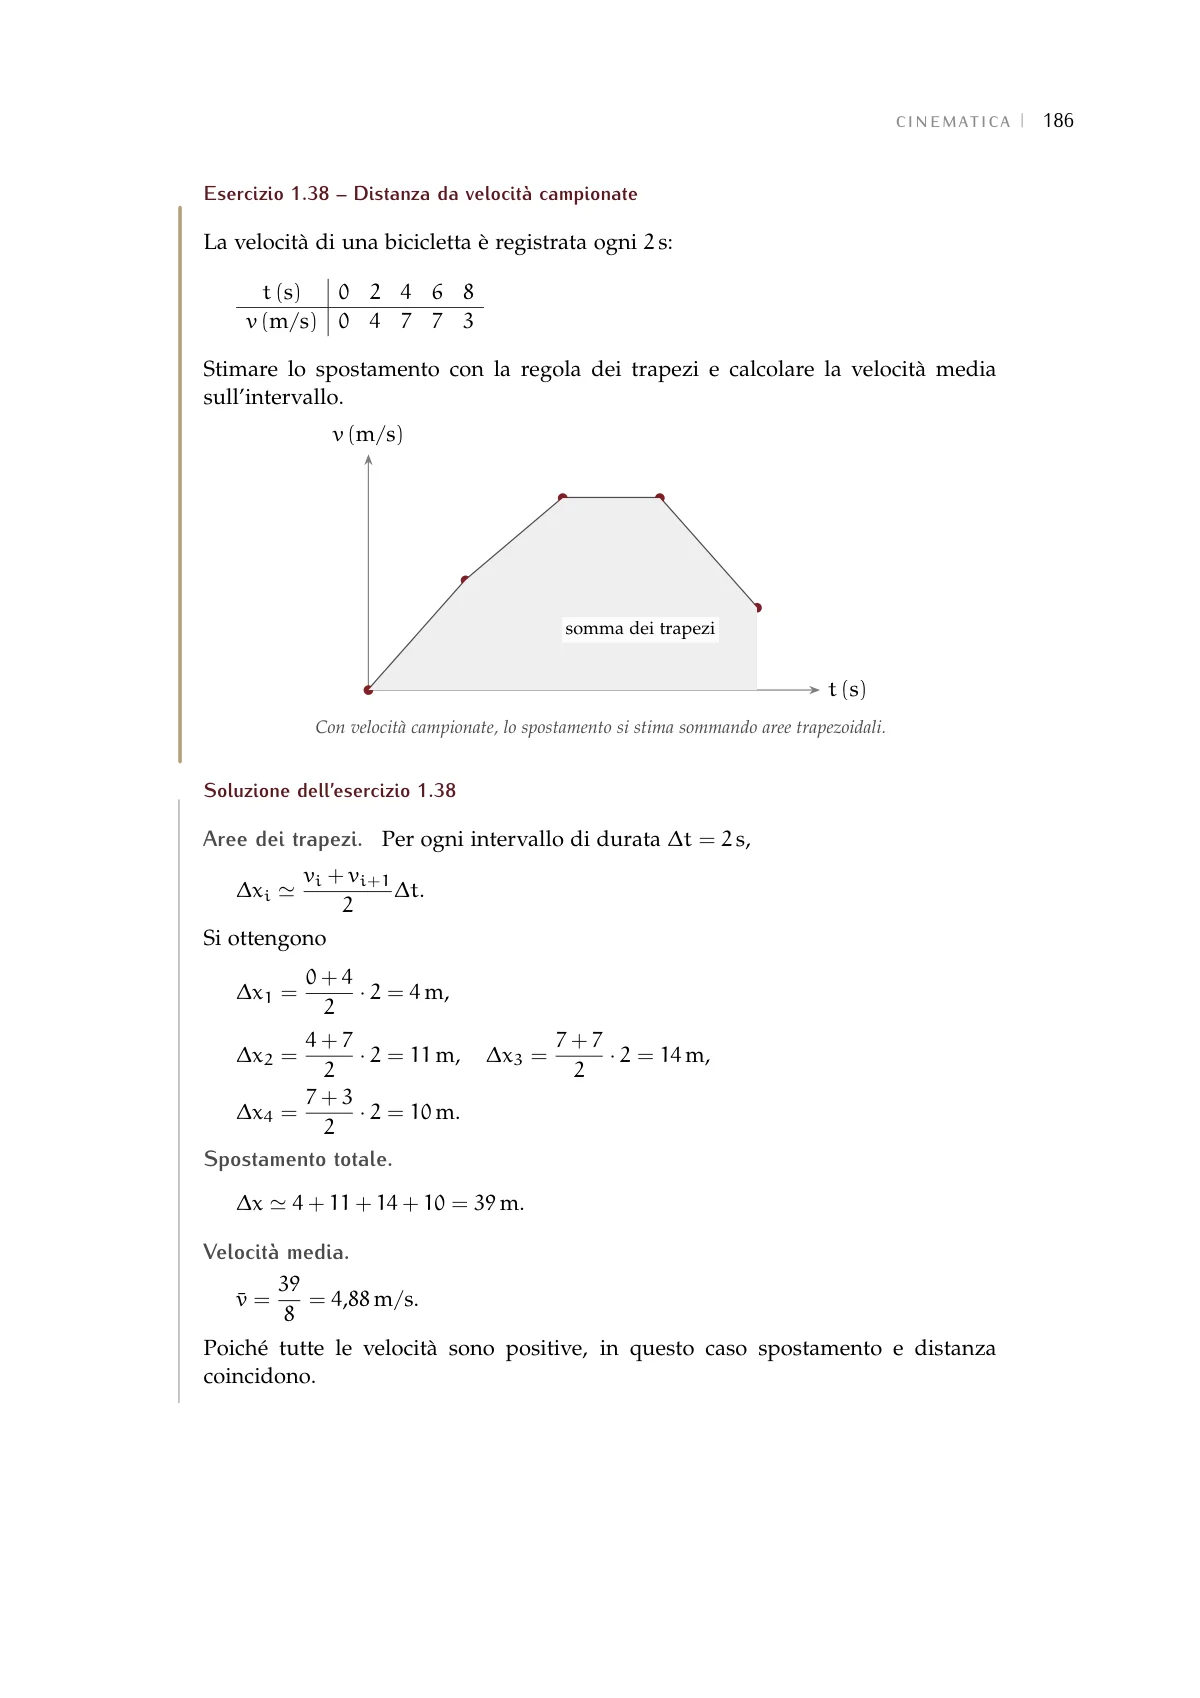 CINEMATICA | 186
Esercizio 1.38 – Distanza da velocità campionate
La velocità di una bicicletta è registrata ogni 2 s:
t (s) 0 2 4 6 8
v (m/s) 0 4 7 7 3
Stimare lo spostamento con la regola dei trapezi e calcolare la velocità media
sull'intervallo.
v (m/s)
somma dei trapezi
t (s)
Con velocità campionate, lo spostamento si stima sommando aree trapezoidali.
Soluzione dell'esercizio 1.38
Aree dei trapezi. Per ogni intervallo di durata Δt = 2 s,
Δxᵢ ≃ (vᵢ + vᵢ₊₁)/2 Δt.
Si ottengono
Δx₁ = (0 + 4)/2 · 2 = 4 m,
Δx₂ = (4 + 7)/2 · 2 = 11 m, Δx₃ = (7 + 7)/2 · 2 = 14 m,
Δx₄ = (7 + 3)/2 · 2 = 10 m.
Spostamento totale.
Δx ≃ 4 + 11 + 14 + 10 = 39 m.
Velocità media.
v̄ = 39/8 = 4,88 m/s.
Poiché tutte le velocità sono positive, in questo caso spostamento e distanza
coincidono.